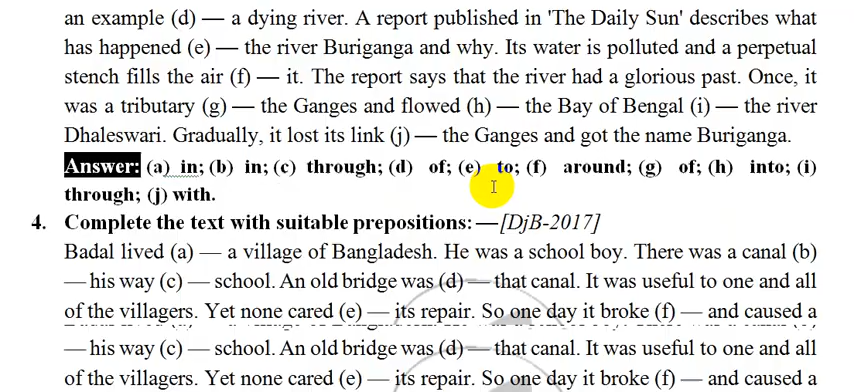 an example (d) — a dying river. A report published in 'The Daily Sun' describes what
has happened (e) — the river Buriganga and why. Its water is polluted and a perpetual
stench fills the air (f) — it. The report says that the river had a glorious past. Once, it
was a tributary (g) — the Ganges and flowed (h) — the Bay of Bengal (i) — the river
Dhaleswari. Gradually, it lost its link (j) — the Ganges and got the name Buriganga.
Answer: (a) in; (b) in; (c) through; (d) of; (e) to; (f) around; (g) of; (h) into; (i)
through; (j) with.
4. Complete the text with suitable prepositions: —[DjB-2017]
Badal lived (a) — a village of Bangladesh. He was a school boy. There was a canal (b)
— his way (c) — school. An old bridge was (d) — that canal. It was useful to one and all
of the villagers. Yet none cared (e) — its repair. So one day it broke (f) — and caused a
— his way (c) — school. An old bridge was (d) — that canal. It was useful to one and all
of the villagers. Yet none cared (e) — its repair. So one day it broke (f) — and caused a